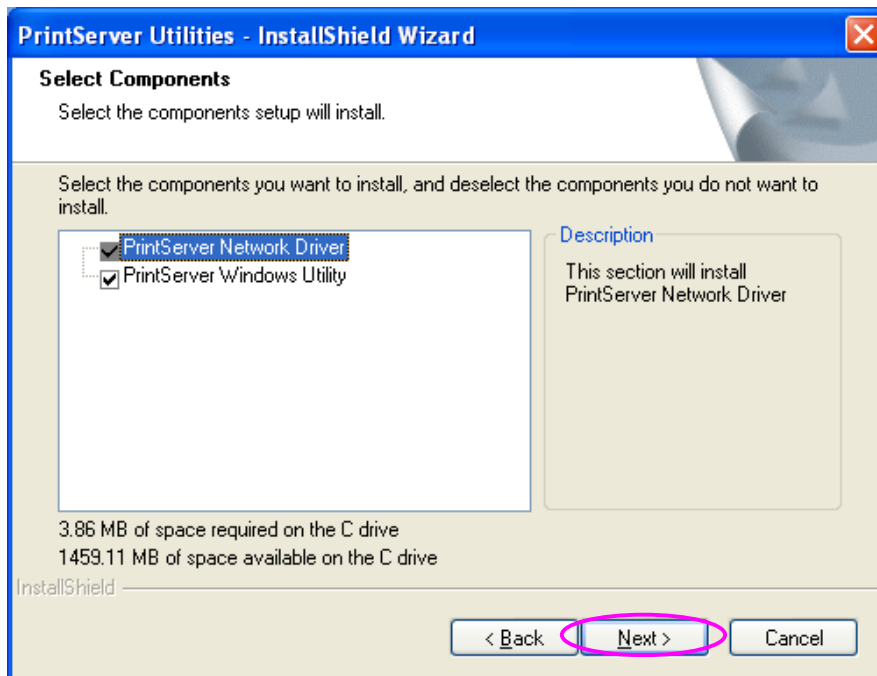 PrintServer Utilities - InstallShield Wizard
Select Components
Select the components setup will install.
Select the components you want to install, and deselect the components you do not want to
install.
PrintServer Network Driver
PrintServer Windows Utility
Description
This section will install
PrintServer Network Driver
3.86 MB of space required on the C drive
1459.11 MB of space available on the C drive
InstallShield
< Back
Next >
Cancel